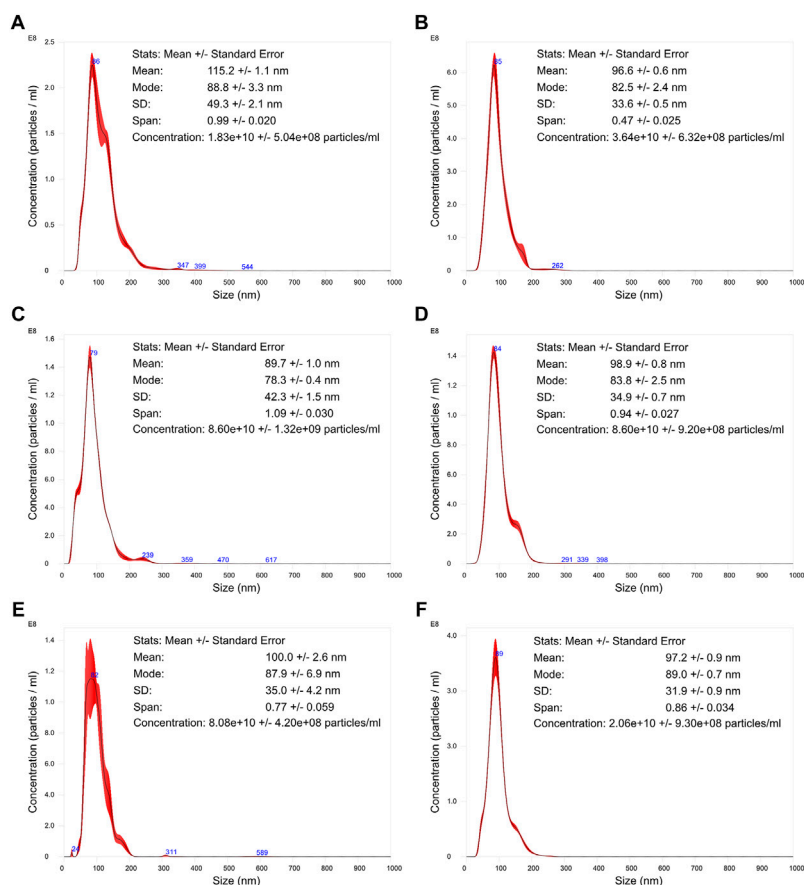 A
E8
2.5
2.0
1.5
1.0
0.5
0
Concentration (particles / ml)
86
347
399
544
Stats: Mean +/- Standard Error
Mean: 115.2 +/- 1.1 nm
Mode: 88.8 +/- 3.3 nm
SD: 49.3 +/- 2.1 nm
Span: 0.99 +/- 0.020
Concentration: 1.83e+10 +/- 5.04e+08 particles/ml
0 100 200 300 400 500 600 700 800 900 1000
Size (nm)
B
E8
6.0
5.0
4.0
3.0
2.0
1.0
0
Concentration (particles / ml)
85
262
Stats: Mean +/- Standard Error
Mean: 96.6 +/- 0.6 nm
Mode: 82.5 +/- 2.4 nm
SD: 33.6 +/- 0.5 nm
Span: 0.47 +/- 0.025
Concentration: 3.64e+10 +/- 6.32e+08 particles/ml
0 100 200 300 400 500 600 700 800 900 1000
Size (nm)
C
E8
1.6
1.4
1.2
1.0
8.0
6.0
4.0
2.0
0
Concentration (particles / ml)
79
239
359
470
617
Stats: Mean +/- Standard Error
Mean: 89.7 +/- 1.0 nm
Mode: 78.3 +/- 0.4 nm
SD: 42.3 +/- 1.5 nm
Span: 1.09 +/- 0.030
Concentration: 8.60e+10 +/- 1.32e+09 particles/ml
0 100 200 300 400 500 600 700 800 900 1000
Size (nm)
D
E8
1.4
1.2
1.0
8.0
6.0
4.0
2.0
0
Concentration (particles / ml)
84
291
339
398
Stats: Mean +/- Standard Error
Mean: 98.9 +/- 0.8 nm
Mode: 83.8 +/- 2.5 nm
SD: 34.9 +/- 0.7 nm
Span: 0.94 +/- 0.027
Concentration: 8.60e+10 +/- 9.20e+08 particles/ml
0 100 200 300 400 500 600 700 800 900 1000
Size (nm)
E
E8
1.4
1.2
1.0
8.0
6.0
4.0
2.0
0
Concentration (particles / ml)
24
82
311
589
Stats: Mean +/- Standard Error
Mean: 100.0 +/- 2.6 nm
Mode: 87.9 +/- 6.9 nm
SD: 35.0 +/- 4.2 nm
Span: 0.77 +/- 0.059
Concentration: 8.08e+10 +/- 4.20e+08 particles/ml
0 100 200 300 400 500 600 700 800 900 1000
Size (nm)
F
E8
4.0
3.0
3.0
4.0
0
Concentration (particles / ml)
89
Stats: Mean +/- Standard Error
Mean: 97.2 +/- 0.9 nm
Mode: 89.0 +/- 0.7 nm
SD: 31.9 +/- 0.9 nm
Span: 0.86 +/- 0.034
Concentration: 2.06e+10 +/- 9.30e+08 particles/ml
0 100 200 300 400 500 600 700 800 900 1000
Size (nm)